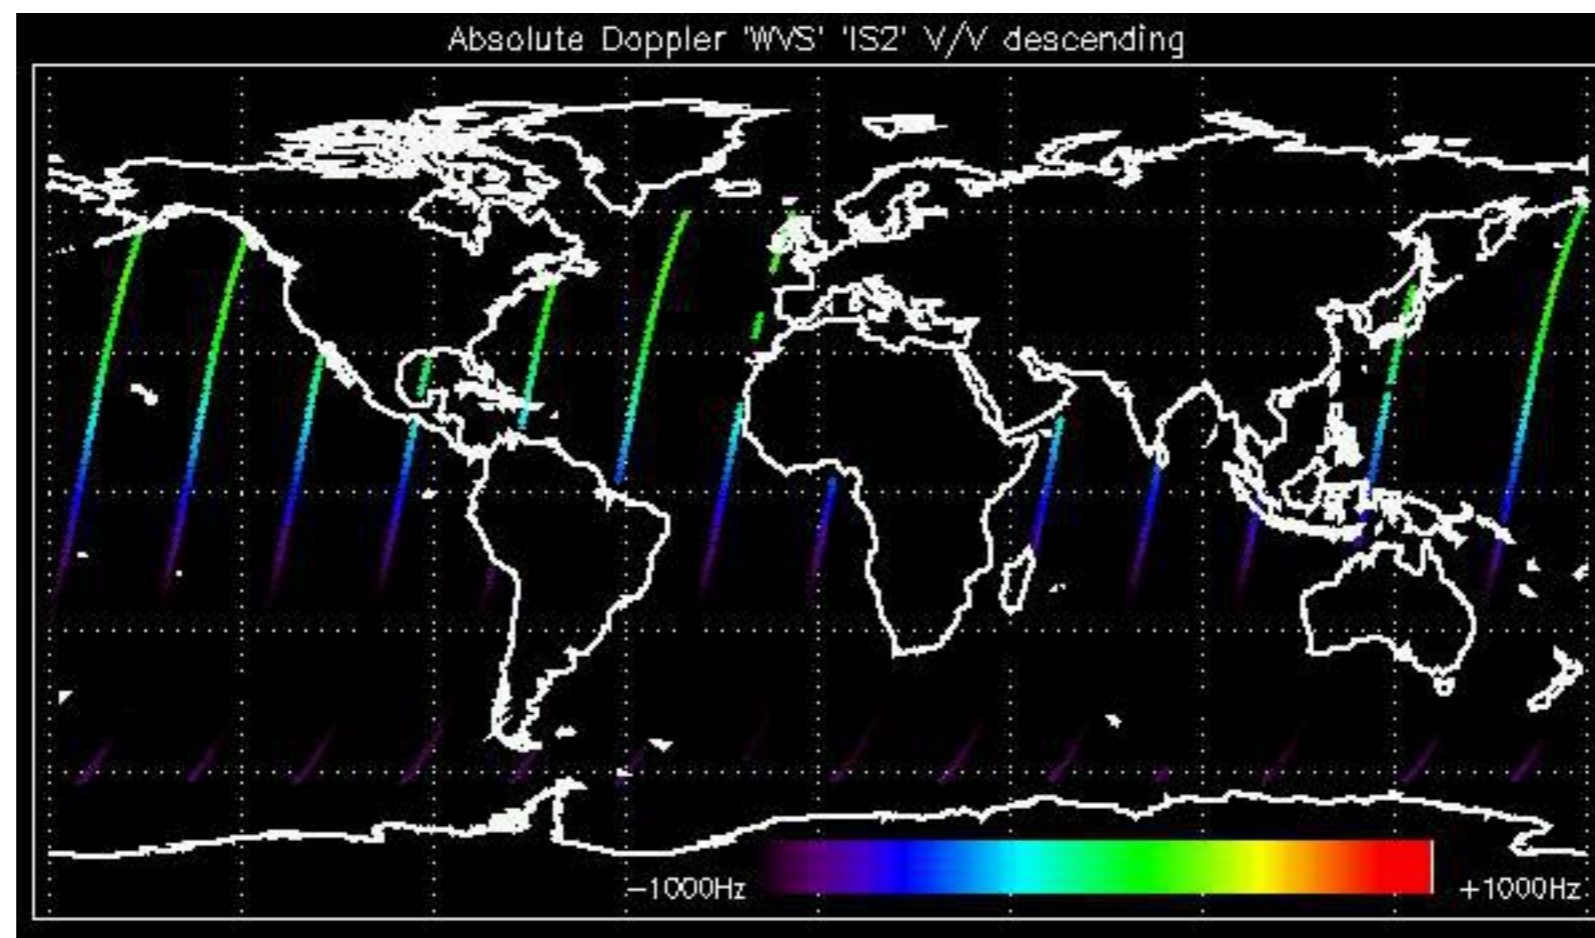 Absolute Doppler 'WVS' 'IS2' V/V descending
−1000Hz
+1000Hz